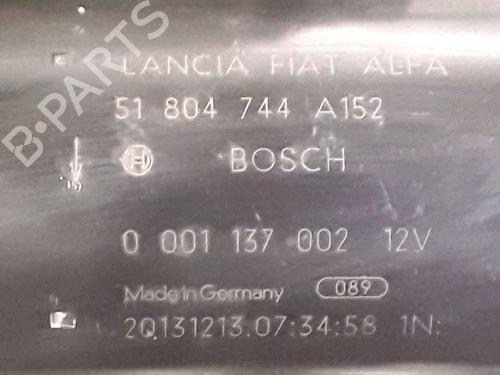 LANCIA FIAT ALFA
51 804 744 A152
BOSCH
0 001 137 002 12V
Made in Germany 089
2Q131213.07:34:58 1N:
B-PARTS